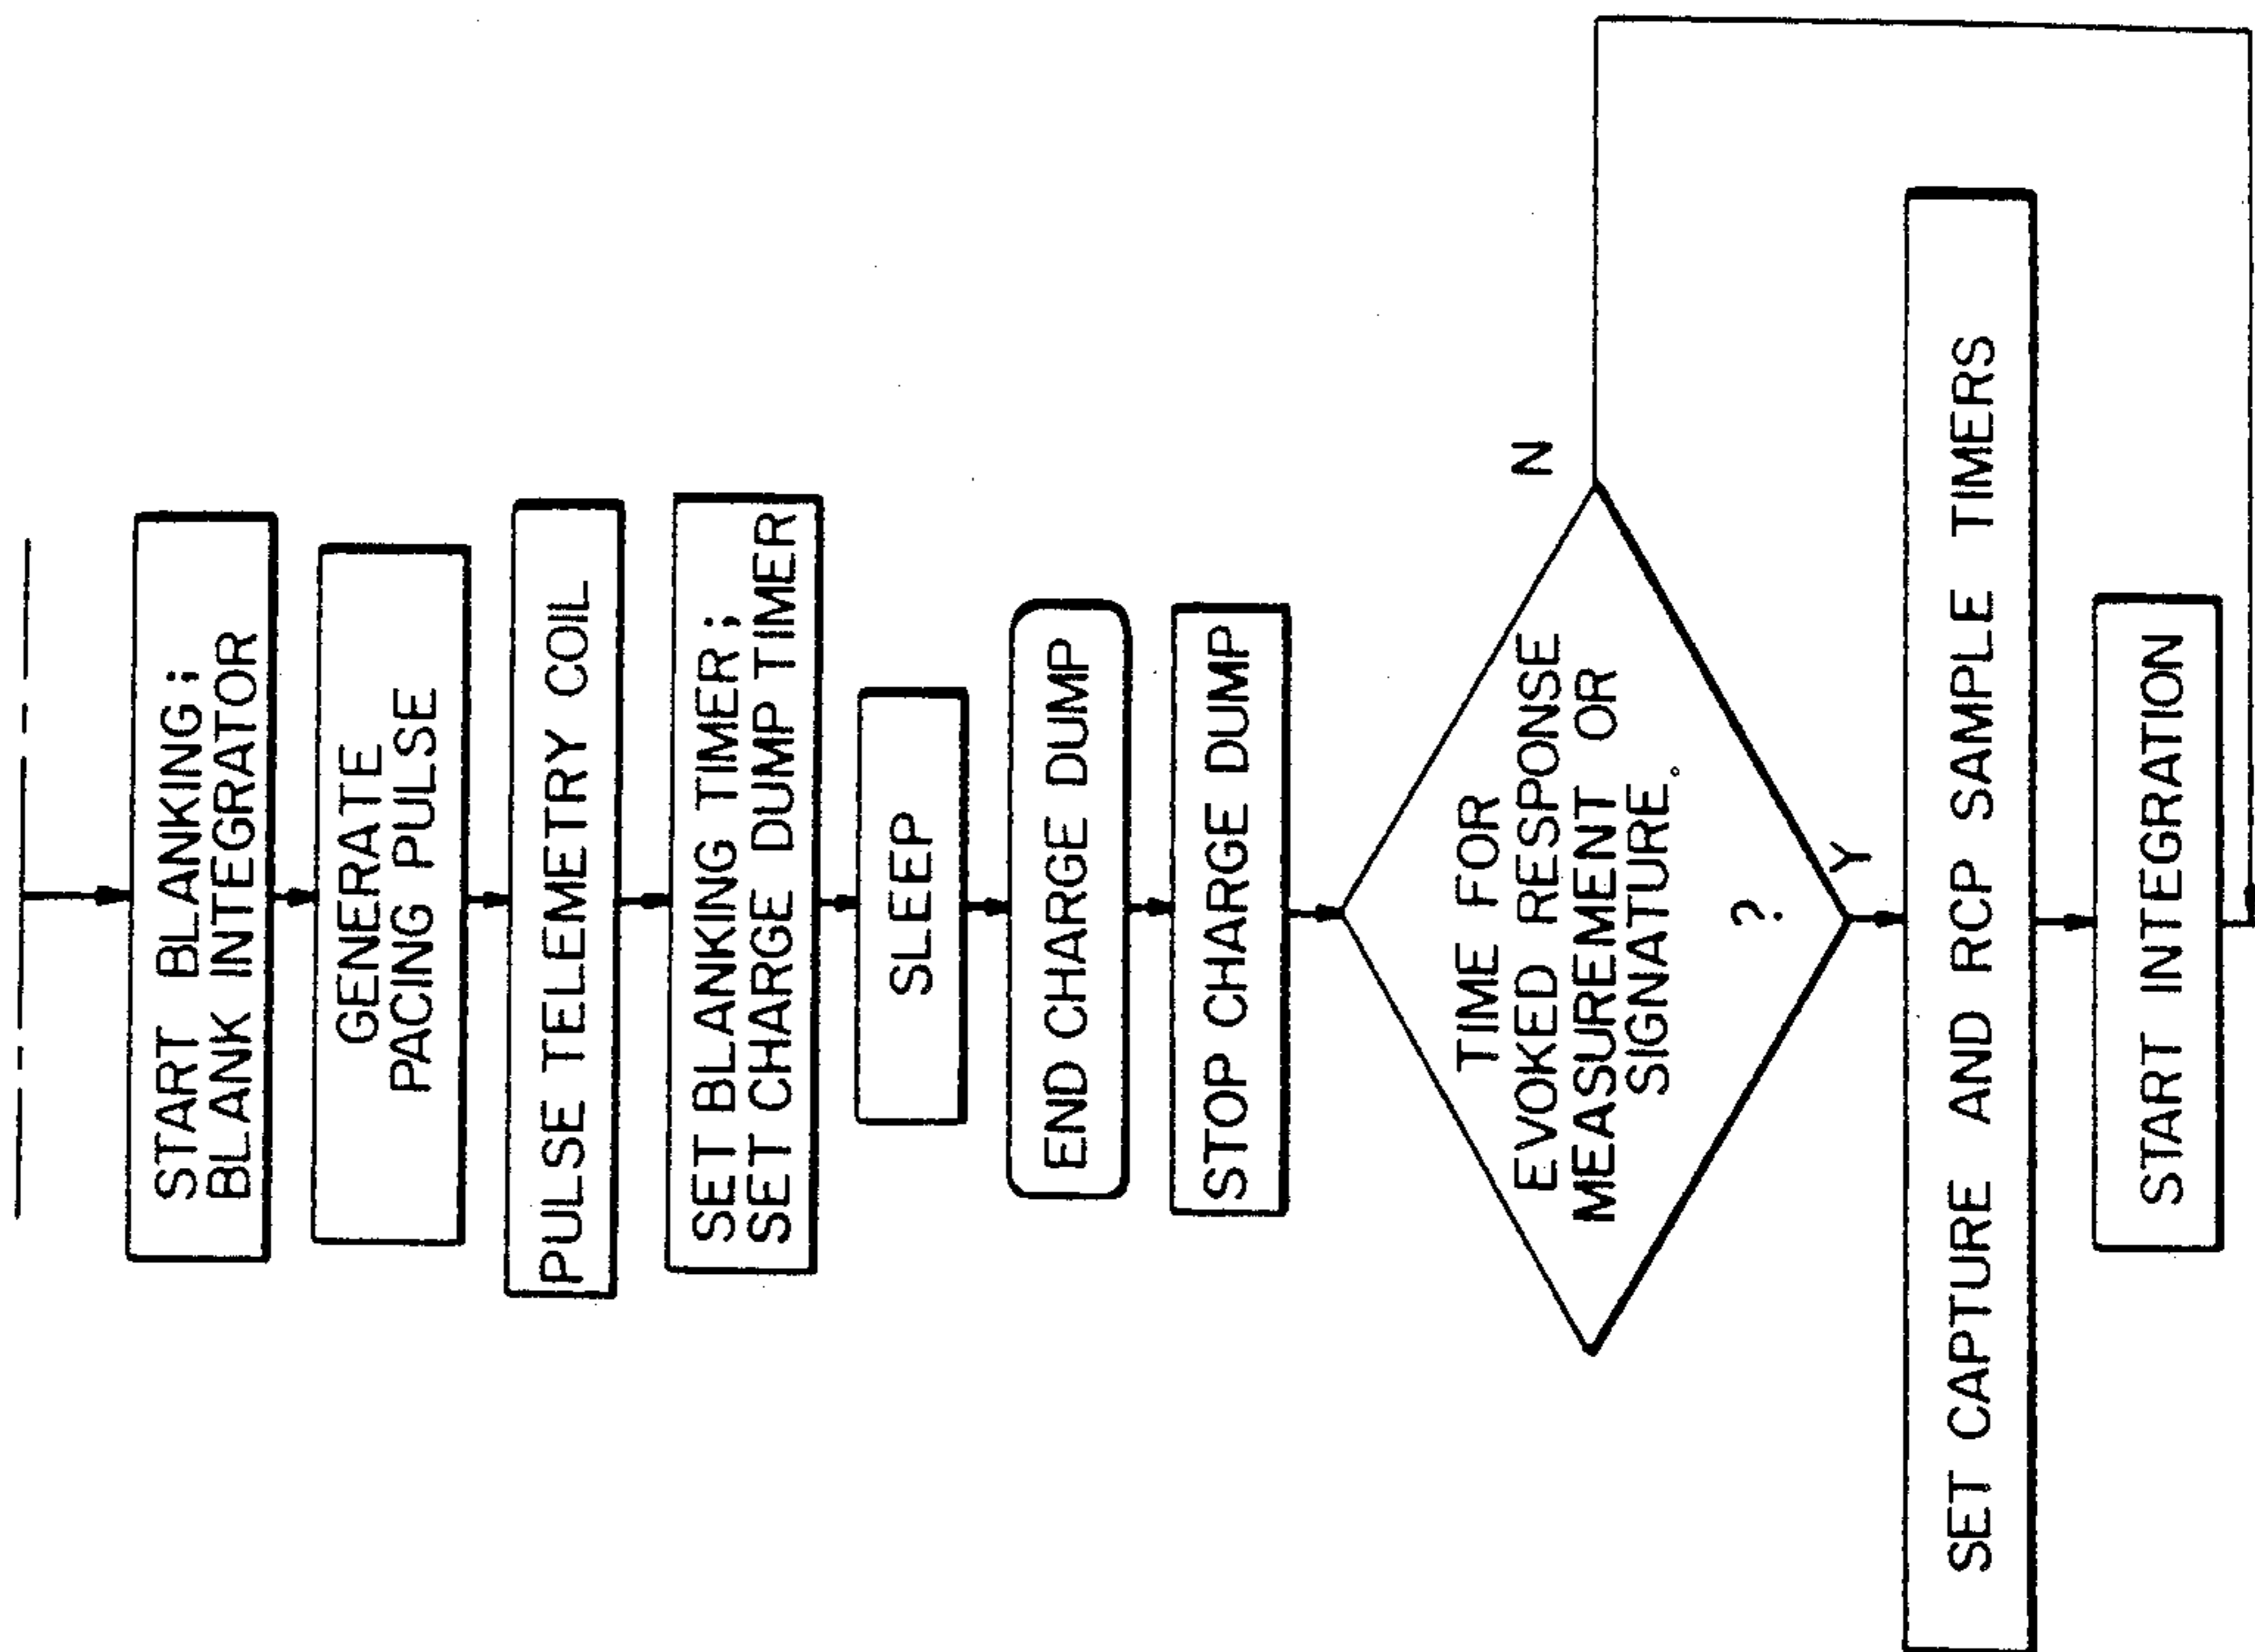 START BLANKING;
BLANK INTEGRATOR
GENERATE
PACING PULSE
PULSE TELEMETRY COIL
SET BLANKING TIMER;
SET CHARGE DUMP TIMER
SLEEP
END CHARGE DUMP
STOP CHARGE DUMP
TIME FOR
EVOKED RESPONSE
MEASUREMENT OR
SIGNATURE
?
N
Y
SET CAPTURE AND RCP SAMPLE TIMERS
START INTEGRATION